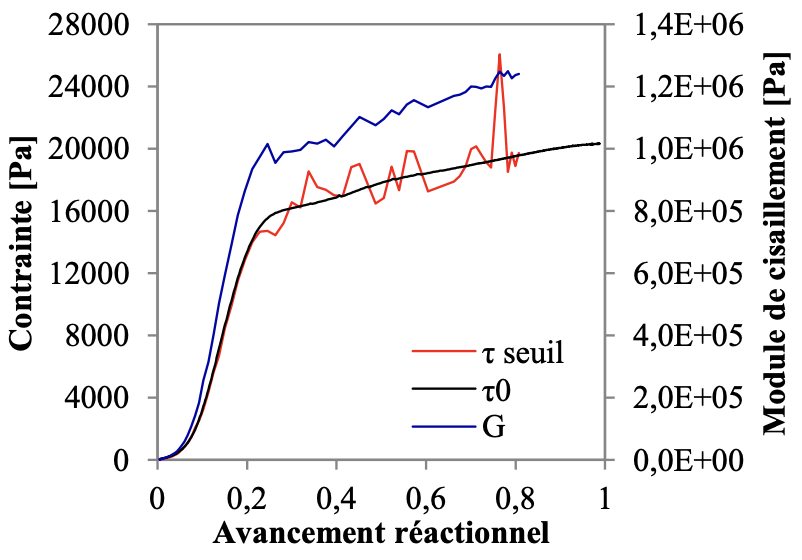 28000
24000
20000
16000
12000
8000
4000
0
Contrainte [Pa]
1,4E+06
1,2E+06
1,0E+06
8,0E+05
6,0E+05
4,0E+05
2,0E+05
0,0E+00
Module de cisaillement [Pa]
τ seuil
τ0
G
0 0,2 0,4 0,6 0,8 1
Avancement réactionnel